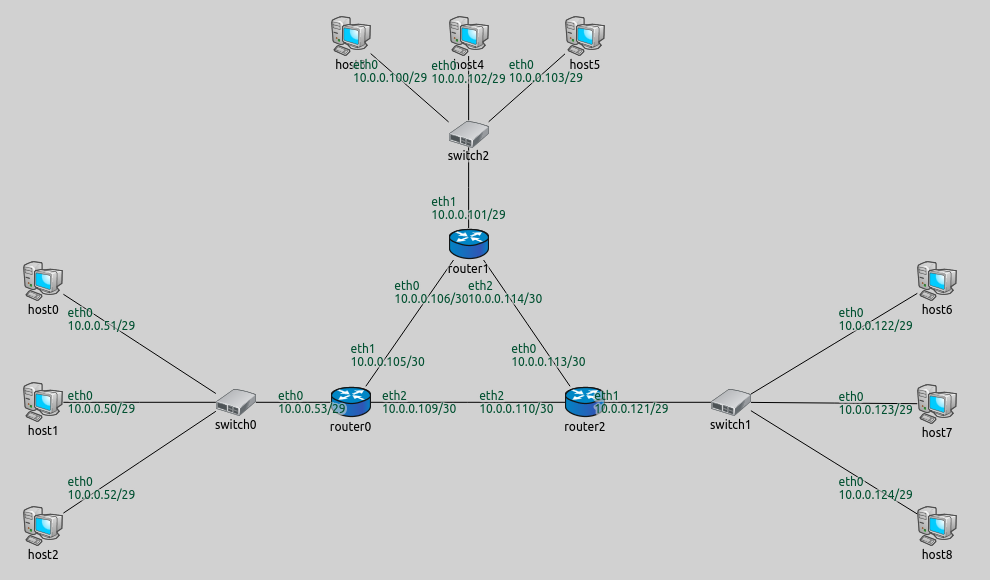 host4
host5
eth0
10.0.0.100/29
eth0
10.0.0.102/29
eth0
10.0.0.103/29
switch2
eth1
10.0.0.101/29
router1
eth0
10.0.0.106/30
eth2
10.0.0.114/30
host0
eth0
10.0.0.51/29
eth0
10.0.0.122/29
host6
eth1
10.0.0.105/30
eth0
10.0.0.113/30
host1
eth0
10.0.0.50/29
switch0
eth0
10.0.0.53/29
router0
eth2
10.0.0.109/30
eth2
10.0.0.110/30
router2
eth1
10.0.0.121/29
switch1
eth0
10.0.0.123/29
host7
eth0
10.0.0.52/29
host2
eth0
10.0.0.124/29
host8